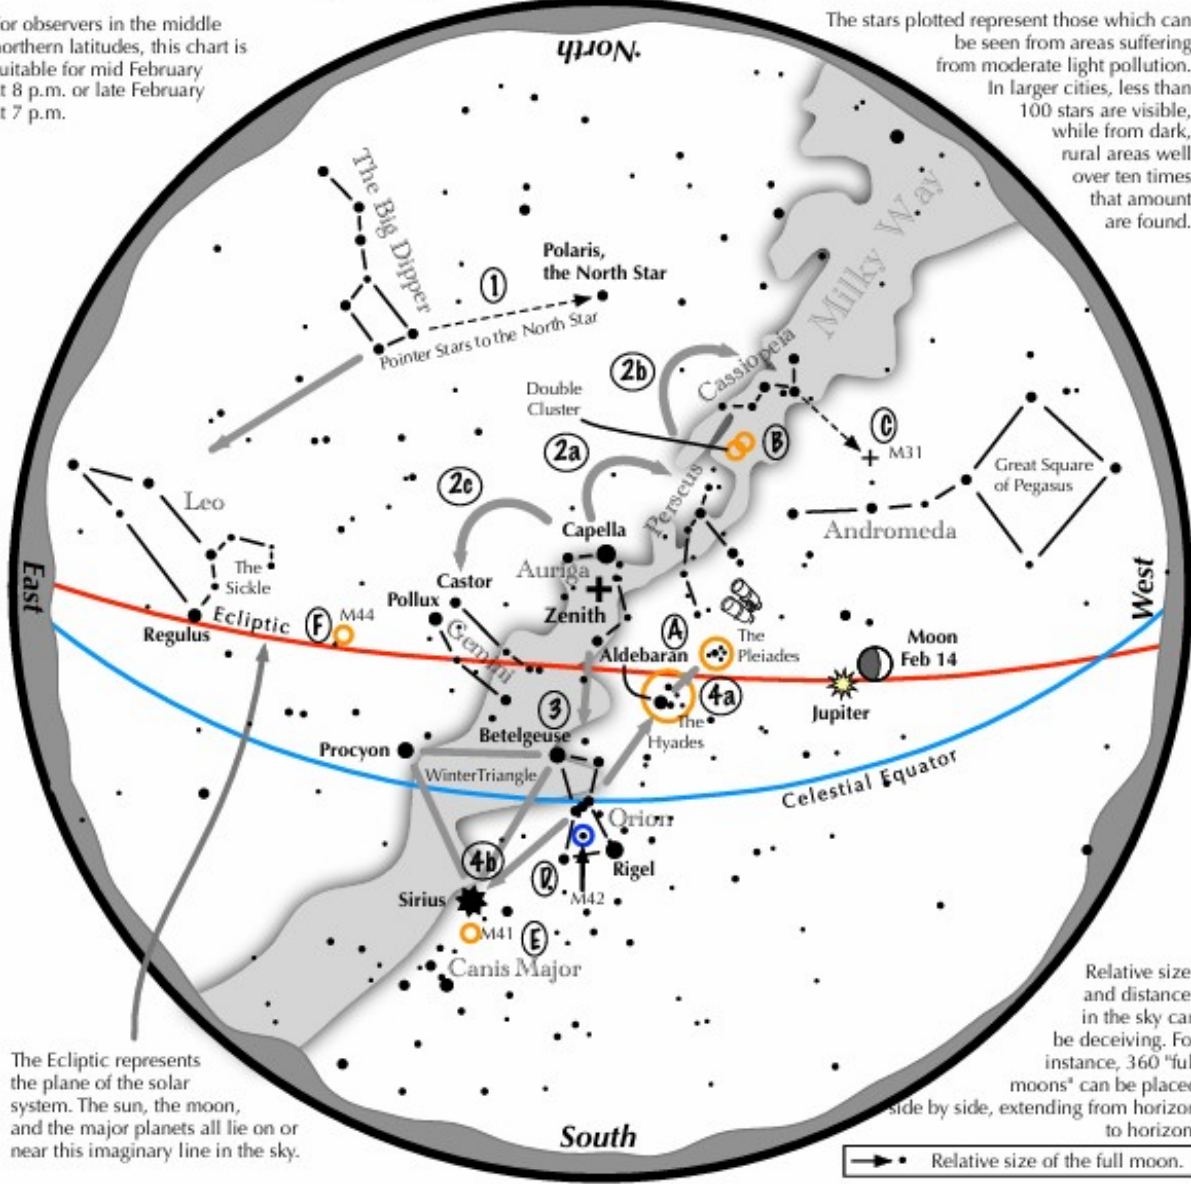 or observers in the middle
northern latitudes, this chart is
uitable for mid February
t 8 p.m. or late February
t 7 p.m.
North
The stars plotted represent those which can
be seen from areas suffering
from moderate light pollution.
In larger cities, less than
100 stars are visible,
while from dark,
rural areas well
over ten times
that amount
are found.
The Big Dipper
Polaris,
the North Star
1
Pointer Stars to the North Star
Milky Way
2b
Cassiopeia
Double
Cluster
B
C
M31
2a
2c
Great Square
of Pegasus
Leo
Perseus
Andromeda
Capella
Auriga
The
Sickle
Castor
Pollux
Zenith
East
West
Regulus
Ecliptic
F
M44
Gemini
A
The
Pleiades
Aldebaran
Moon
Feb 14
4a
3
Jupiter
The
Hyades
Procyon
Betelgeuse
WinterTriangle
Celestial Equator
Orion
4b
D
Rigel
M42
Sirius
M41
E
Canis Major
The Ecliptic represents
the plane of the solar
system. The sun, the moon,
and the major planets all lie on or
near this imaginary line in the sky.
South
Relative size
and distance
in the sky can
be deceiving. Fo
instance, 360 "ful
moons" can be placed
side by side, extending from horizon
to horizon
Relative size of the full moon.